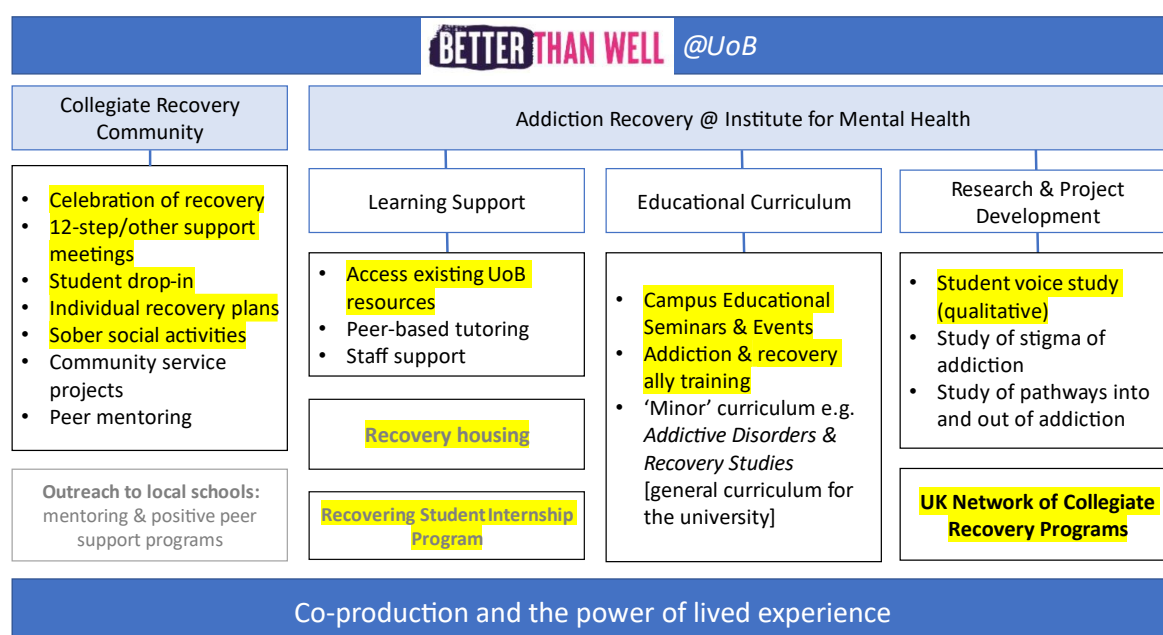 BETTER THAN WELL @UoB
Collegiate Recovery
Community
• Celebration of recovery
• 12-step/other support
meetings
• Student drop-in
• Individual recovery plans
• Sober social activities
• Community service
projects
• Peer mentoring
Outreach to local schools:
mentoring & positive peer
support programs
Addiction Recovery @ Institute for Mental Health
Learning Support
• Access existing UoB
resources
• Peer-based tutoring
• Staff support
Recovery housing
Recovering Student Internship
Program
Educational Curriculum
• Campus Educational
Seminars & Events
• Addiction & recovery
ally training
• ‘Minor’ curriculum e.g.
Addictive Disorders &
Recovery Studies
[general curriculum for
the university]
Research & Project
Development
• Student voice study
(qualitative)
• Study of stigma of
addiction
• Study of pathways into
and out of addiction
UK Network of Collegiate
Recovery Programs
Co-production and the power of lived experience